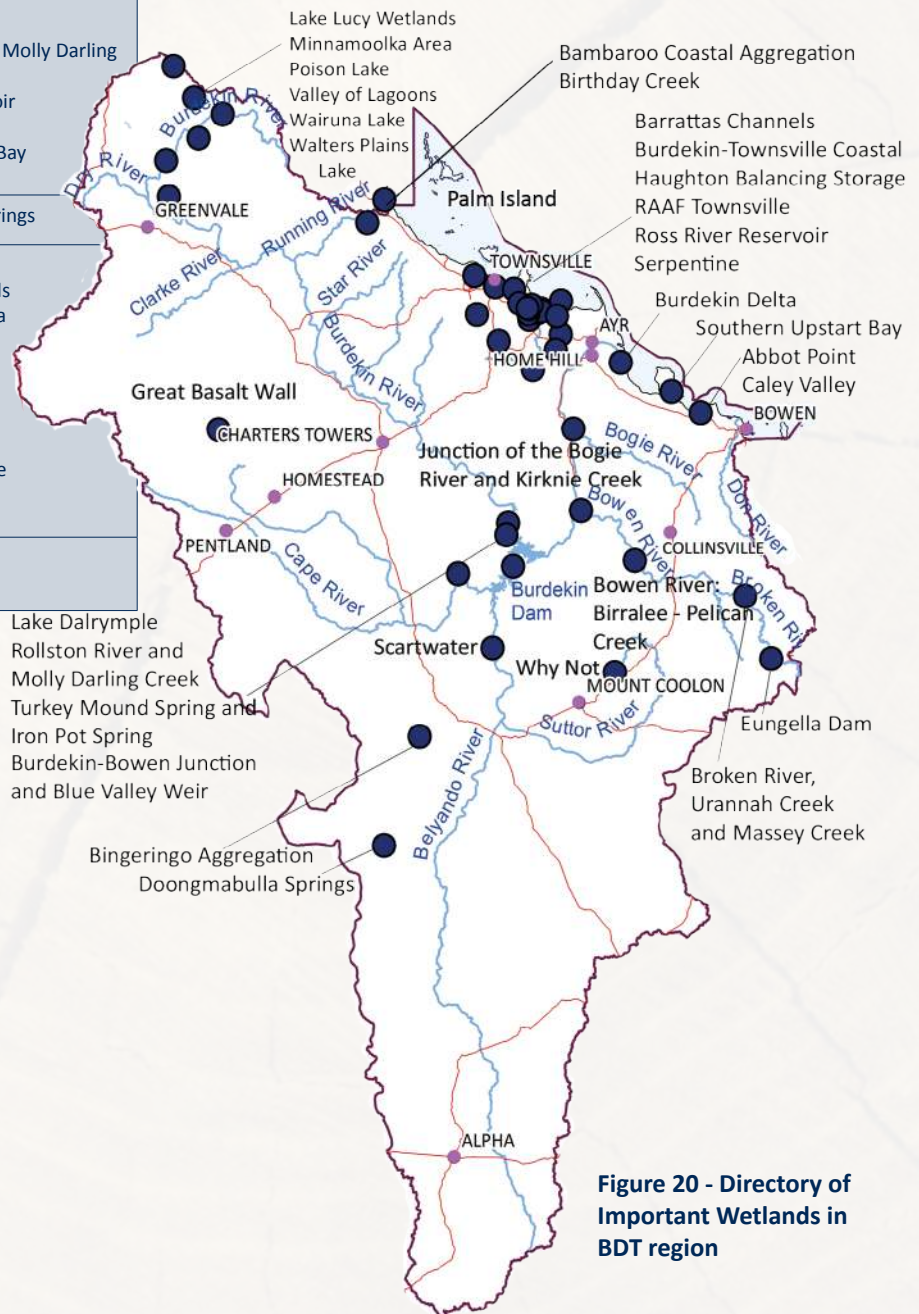 Molly Darling
Bay
Lake Lucy Wetlands
Minnamoolka Area
Poison Lake
Valley of Lagoons
Wairuna Lake
Walters Plains
Lake
Bambaroo Coastal Aggregation
Birthday Creek
Barrattas Channels
Burdekin-Townsville Coastal
Haughton Balancing Storage
RAAF Townsville
Ross River Reservoir
Serpentine
Burdekin River
Dry River
GREENVALE
Running River
Palm Island
Clarke River
Star River
TOWNSVILLE
Burdekin River
Burdekin Delta
Southern Upstart Bay
Abbot Point
Caley Valley
AYR
HOME HILL
BOWEN
Great Basalt Wall
CHARTERS TOWERS
Junction of the Bogie
River and Kirknie Creek
Bogie River
HOMESTEAD
Bowen River
Don River
PENTLAND
COLLINSVILLE
Cape River
Burdekin
Dam
Bowen River:
Birralee - Pelican
Creek
Broken Riv
Lake Dalrymple
Rollston River and
Molly Darling Creek
Turkey Mound Spring and
Iron Pot Spring
Burdekin-Bowen Junction
and Blue Valley Weir
Scartwater
Why Not
MOUNT COOLON
Suttor River
Eungella Dam
Broken River,
Urannah Creek
and Massey Creek
Belyando River
Bingeringo Aggregation
Doongmabulla Springs
ALPHA
Figure 20 - Directory of
Important Wetlands in
BDT region